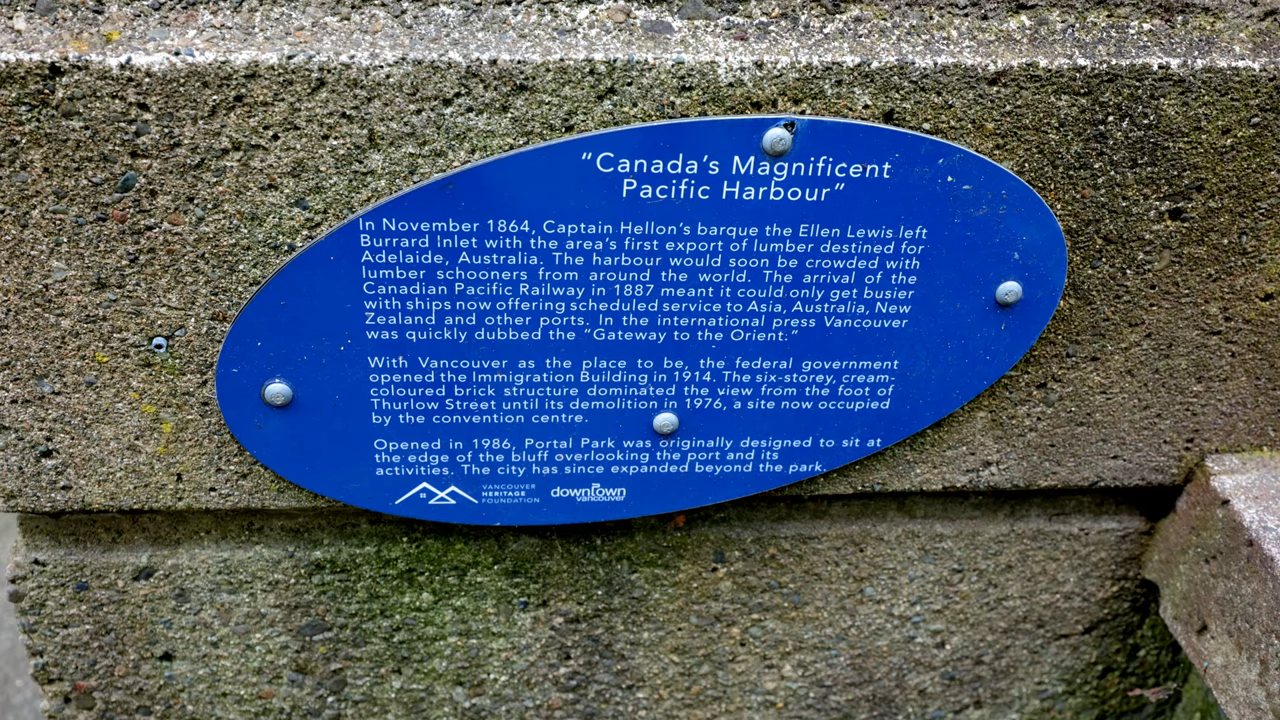 "Canada's Magnificent
Pacific Harbour"
In November 1864, Captain Hellon's barque the Ellen Lewis left
Burrard Inlet with the area's first export of lumber destined for
Adelaide, Australia. The harbour would soon be crowded with
lumber schooners from around the world. The arrival of the
Canadian Pacific Railway in 1887 meant it could only get busier
with ships now offering scheduled service to Asia, Australia, New
Zealand and other ports. In the international press Vancouver
was quickly dubbed the "Gateway to the Orient."
With Vancouver as the place to be, the federal government
opened the Immigration Building in 1914. The six-storey, cream-
coloured brick structure dominated the view from the foot of
Thurlow Street until its demolition in 1976, a site now occupied
by the convention centre.
Opened in 1986, Portal Park was originally designed to sit at
the edge of the bluff overlooking the port and its
activities. The city has since expanded beyond the park.
VANCOUVER
HERITAGE
FOUNDATION
downtown
vancouver